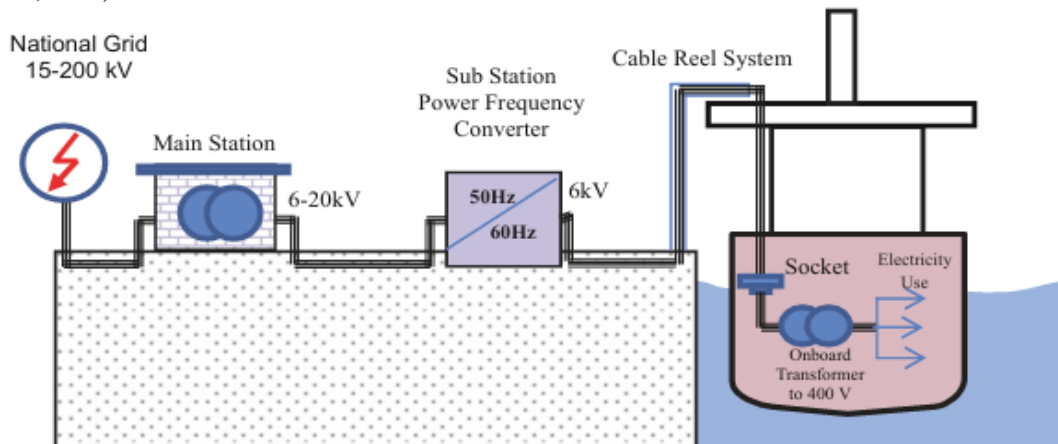 National Grid
15-200 kV
Main Station
6-20kV
Sub Station
Power Frequency
Converter
50Hz
60Hz
6kV
Cable Reel System
Socket
Electricity
Use
Onboard
Transformer
to 400 V